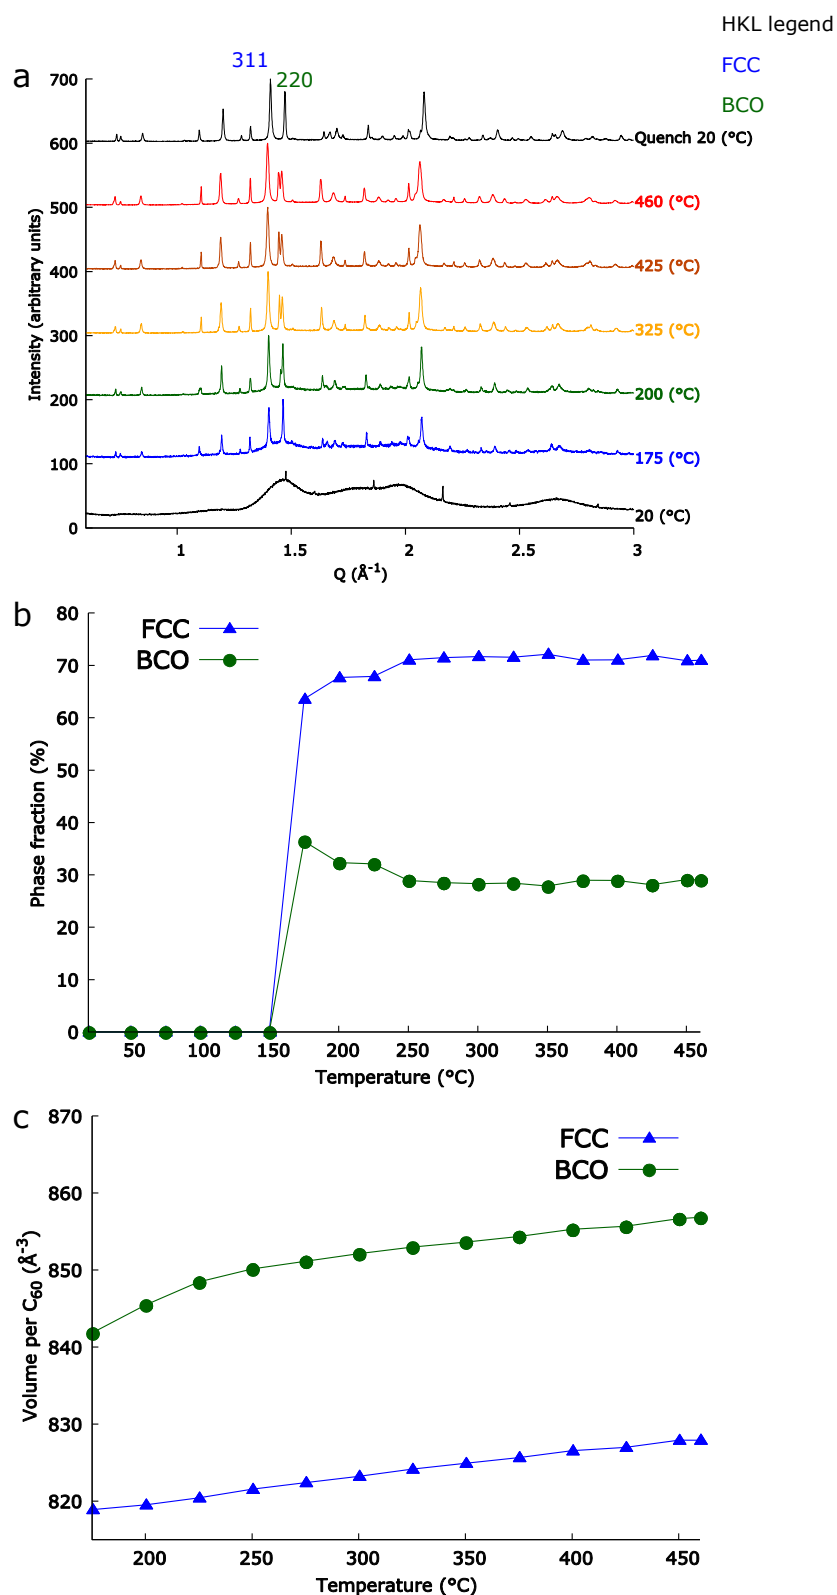 HKL legend
FCC
BCO
a
311
220
700
600
500
400
300
200
100
0
Intensity (arbitrary units)
Quench 20 (°C)
460 (°C)
425 (°C)
325 (°C)
200 (°C)
175 (°C)
20 (°C)
1 1.5 2 2.5 3
Q (Å⁻¹)
b
FCC
BCO
80
70
60
50
40
30
20
10
0
Phase fraction (%)
50 100 150 200 250 300 350 400 450
Temperature (°C)
c
FCC
BCO
870
860
850
840
830
820
Volume per C₆₀ (Å⁻³)
200 250 300 350 400 450
Temperature (°C)